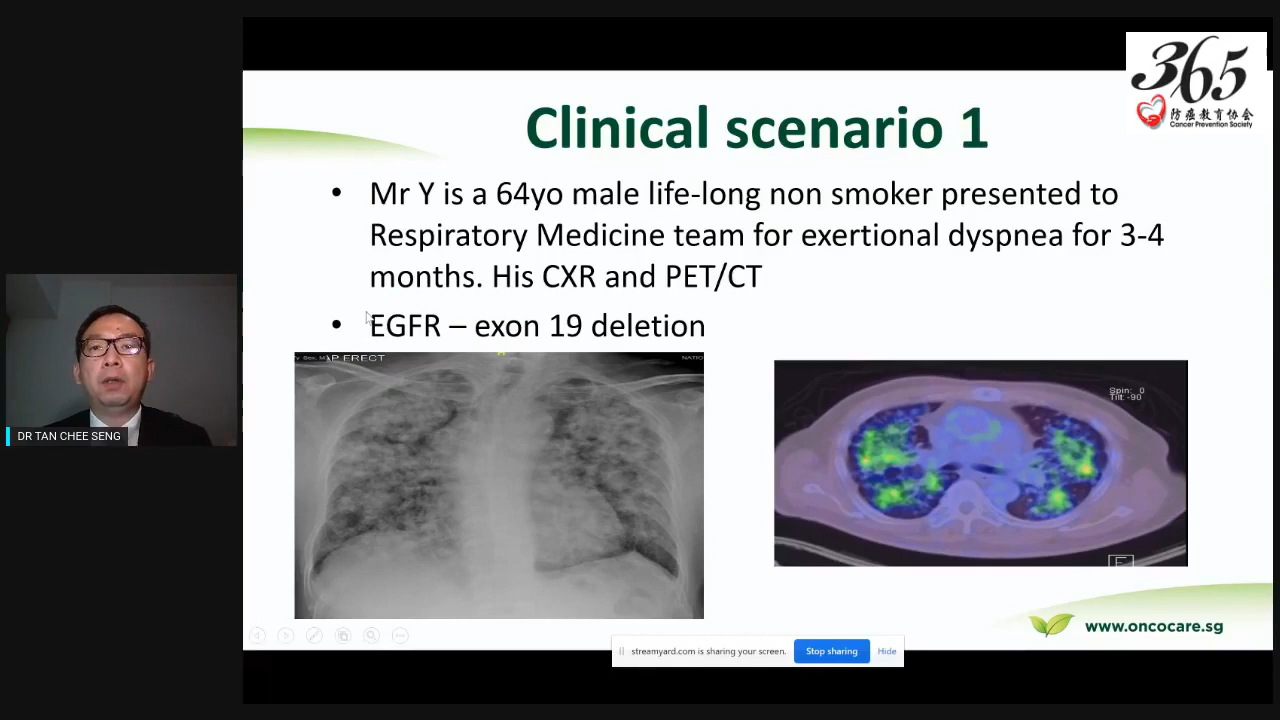 365
防癌教育协会
Cancer Prevention Society
Clinical scenario 1
• Mr Y is a 64yo male life-long non smoker presented to
Respiratory Medicine team for exertional dyspnea for 3-4
months. His CXR and PET/CT
• EGFR – exon 19 deletion
AP ERECT
Spin: 0
Tilt: -90
F
DR TAN CHEE SENG
www.oncocare.sg
streamyard.com is sharing your screen.
Stop sharing
Hide